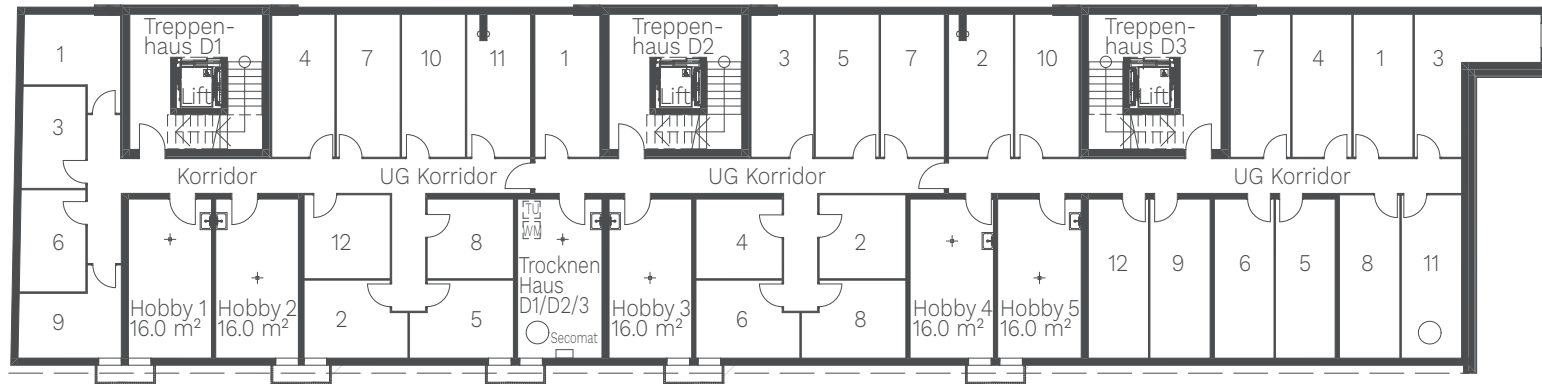 Treppen-
haus D1
Treppen-
haus D2
Treppen-
haus D3
1
4
7
10
11
1
3
5
7
2
10
7
4
1
3
Lift
Lift
Lift
3
Korridor
UG Korridor
UG Korridor
UG Korridor
TU
WM
6
12
8
4
2
12
9
6
5
8
11
Trocknen
Haus
D1/D2/3
Secomat
Hobby 1
16.0 m²
Hobby 2
16.0 m²
Hobby 3
16.0 m²
Hobby 4
16.0 m²
Hobby 5
16.0 m²
9
2
5
6
8